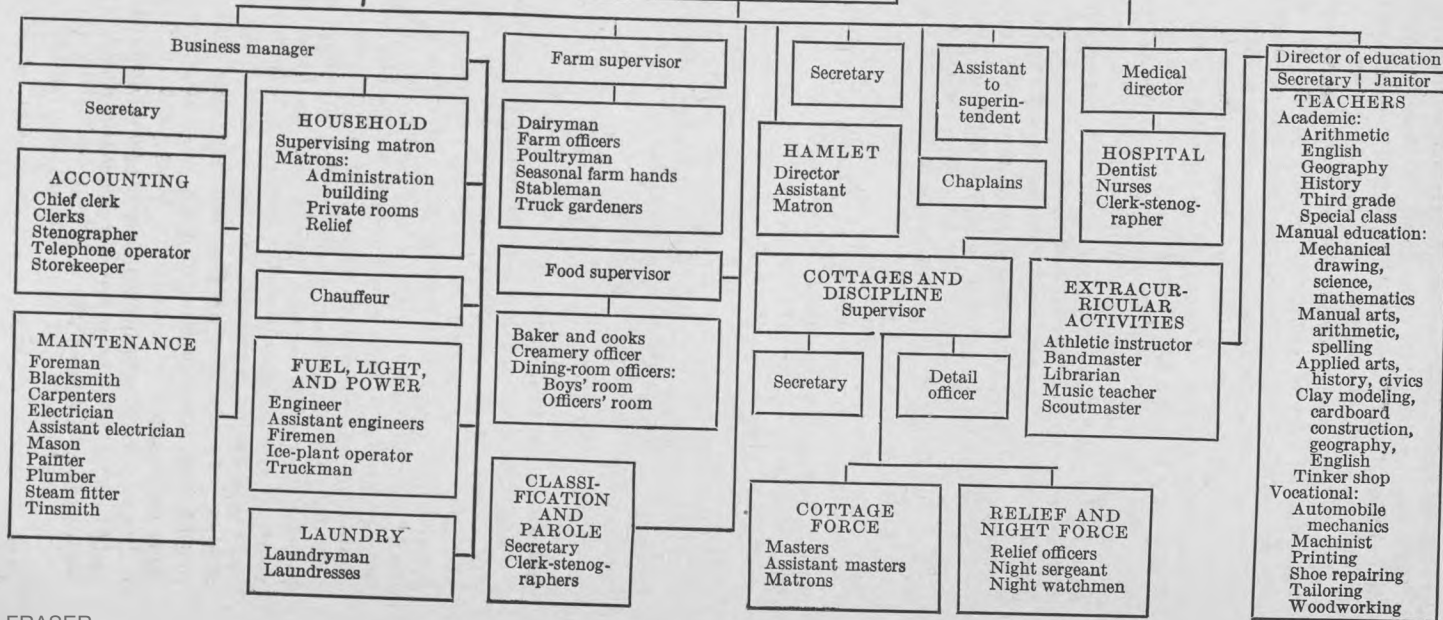 Business manager
Secretary
ACCOUNTING
Chief clerk
Clerks
Stenographer
Telephone operator
Storekeeper
MAINTENANCE
Foreman
Blacksmith
Carpenters
Electrician
Assistant electrician
Mason
Painter
Plumber
Steam fitter
Tinsmith
HOUSEHOLD
Supervising matron
Matrons:
Administration
building
Private rooms
Relief
Chauffeur
FUEL, LIGHT,
AND POWER
Engineer
Assistant engineers
Firemen
Ice-plant operator
Truckman
LAUNDRY
Laundryman
Laundresses
Farm supervisor
Dairyman
Farm officers
Poultryman
Seasonal farm hands
Stableman
Truck gardeners
Food supervisor
Baker and cooks
Creamery officer
Dining-room officers:
Boys' room
Officers' room
CLASSI-
FICATION
AND
PAROLE
Secretary
Clerk-stenog-
raphers
Secretary
HAMLET
Director
Assistant
Matron
Assistant
to
superin-
tendent
Chaplains
COTTAGES AND
DISCIPLINE
Supervisor
Secretary
Detail
officer
COTTAGE
FORCE
Masters
Assistant masters
Matrons
RELIEF AND
NIGHT FORCE
Relief officers
Night sergeant
Night watchmen
Medical
director
HOSPITAL
Dentist
Nurses
Clerk-stenog-
rapher
EXTRACUR-
RICULAR
ACTIVITIES
Athletic instructor
Bandmaster
Librarian
Music teacher
Scoutmaster
Director of education
Secretary | Janitor
TEACHERS
Academic:
Arithmetic
English
Geography
History
Third grade
Special class
Manual education:
Mechanical
drawing,
science,
mathematics
Manual arts,
arithmetic,
spelling
Applied arts,
history, civics
Clay modeling,
cardboard
construction,
geography,
English
Tinker shop
Vocational:
Automobile
mechanics
Machinist
Printing
Shoe repairing
Tailoring
Woodworking
FRASER